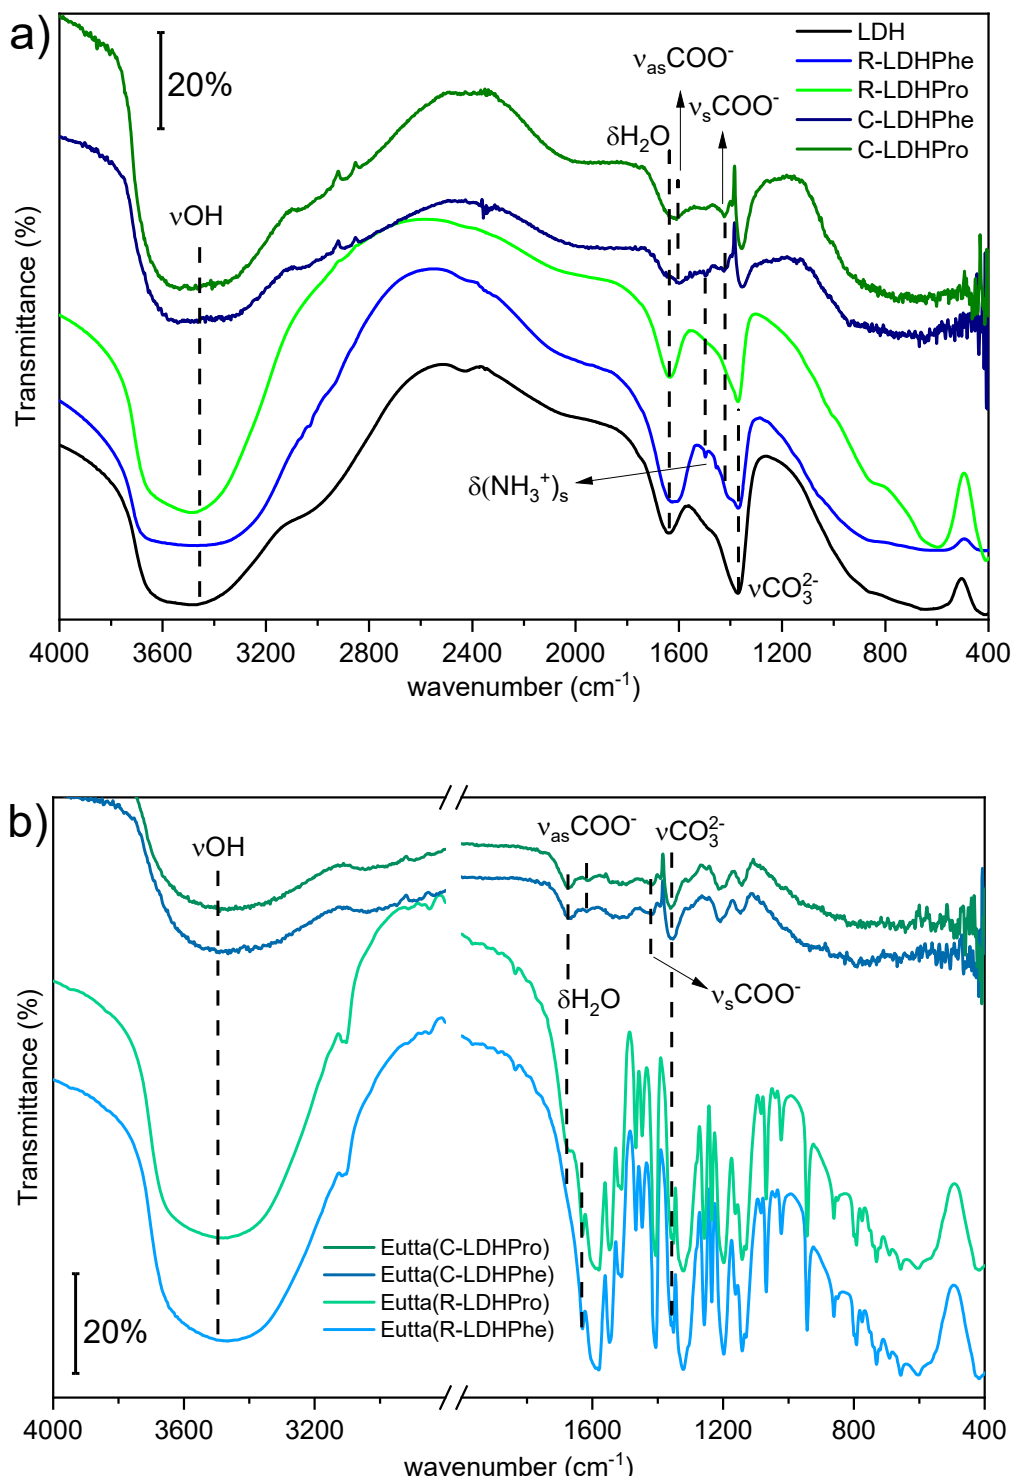 a)
20%
νasCOO-
νsCOO-
δH2O
νOH
LDH
R-LDHPhe
R-LDHPro
C-LDHPhe
C-LDHPro
δ(NH3+)s
νCO32-
Transmittance (%)
4000 3600 3200 2800 2400 2000 1600 1200 800 400
wavenumber (cm-1)
b)
νOH
νasCOO-
νCO32-
δH2O
νsCOO-
Eutta(C-LDHPro)
Eutta(C-LDHPhe)
Eutta(R-LDHPro)
Eutta(R-LDHPhe)
20%
Transmittance (%)
4000 3600 3200 1600 1200 800 400
wavenumber (cm-1)